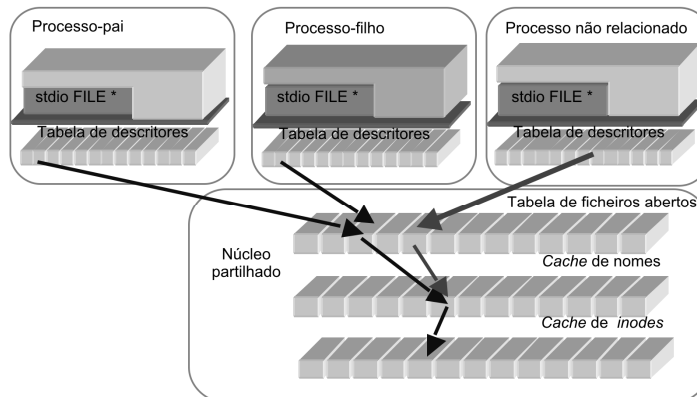 Processo-pai
Processo-filho
Processo não relacionado
stdio FILE *
stdio FILE *
stdio FILE *
Tabela de descritores
Tabela de descritores
Tabela de descritores
Tabela de ficheiros abertos
Núcleo
partilhado
Cache de nomes
Cache de inodes